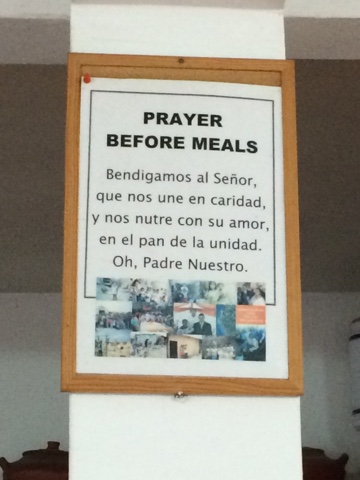 PRAYER
BEFORE MEALS
Bendigamos al Señor,
que nos une en caridad,
y nos nutre con su amor,
en el pan de la unidad.
Oh, Padre Nuestro.